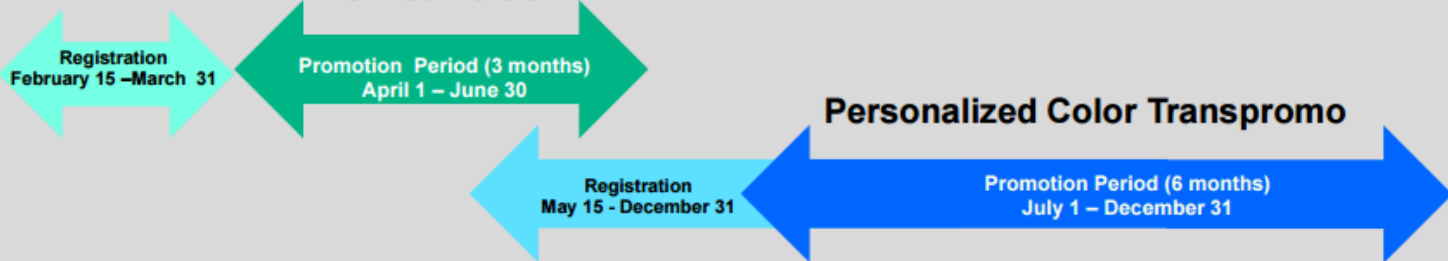 Registration
February 15 –March 31
Promotion Period (3 months)
April 1 – June 30
Personalized Color Transpromo
Registration
May 15 - December 31
Promotion Period (6 months)
July 1 – December 31